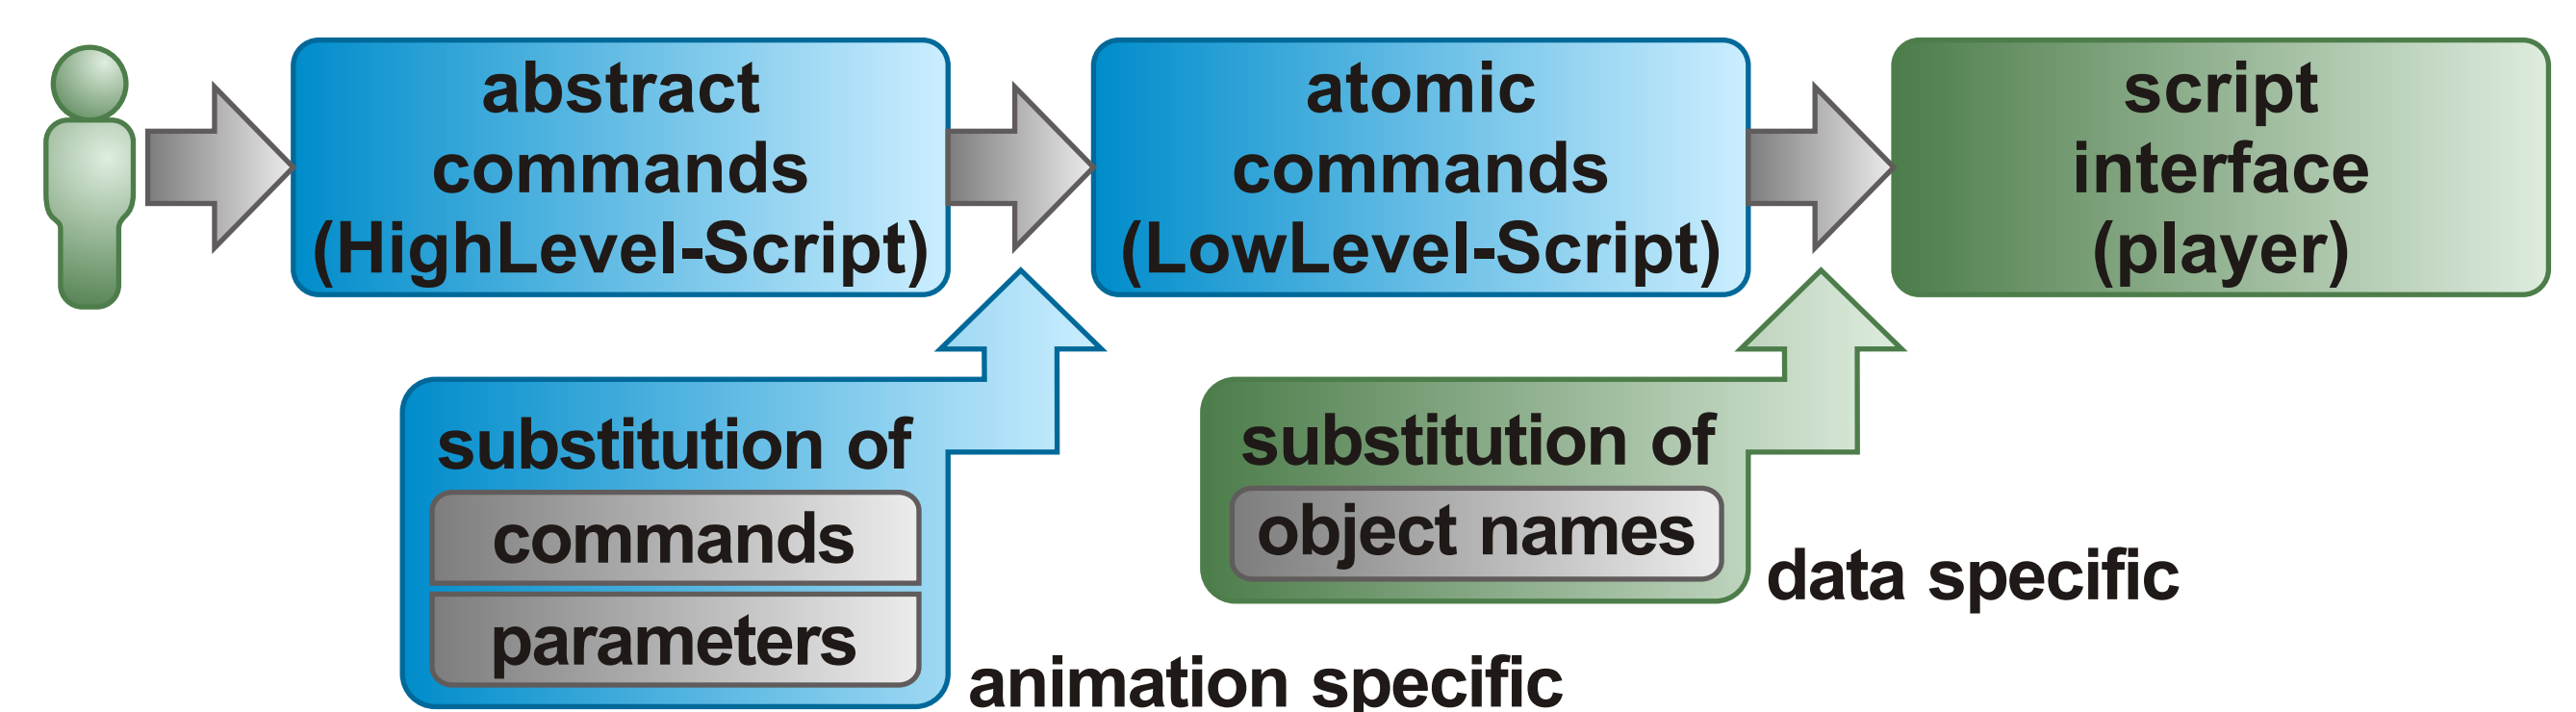 abstract
commands
(HighLevel-Script)
atomic
commands
(LowLevel-Script)
script
interface
(player)
substitution of
commands
parameters
animation specific
substitution of
object names
data specific